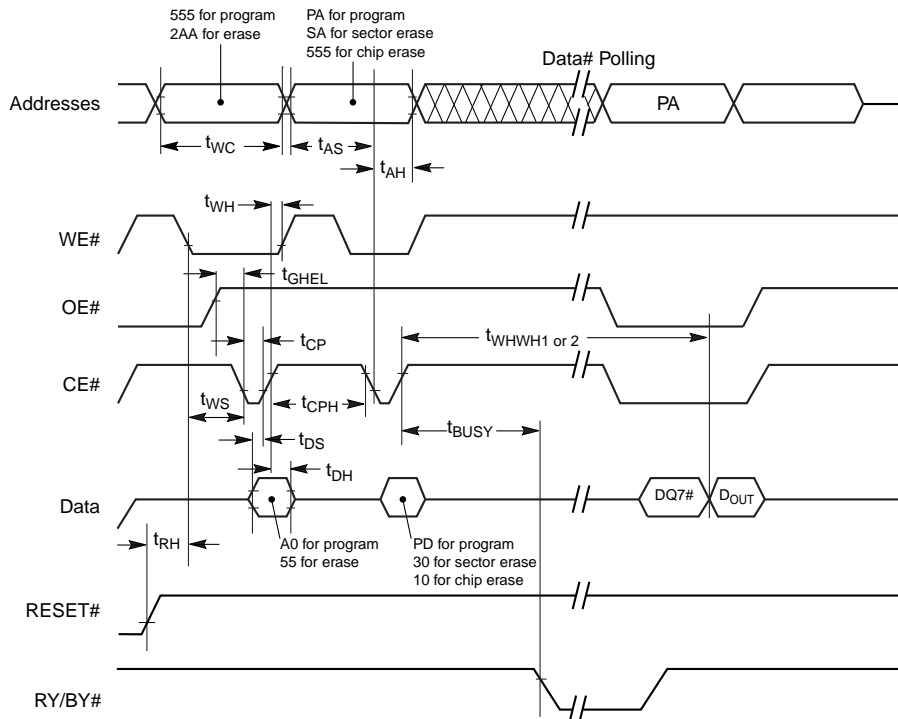 555 for program
2AA for erase
PA for program
SA for sector erase
555 for chip erase
Data# Polling
Addresses
PA
tWC
tAS
tAH
tWH
WE#
tGHEL
OE#
tWHWH1 or 2
tCP
CE#
tWS
tCPH
tBUSY
tDS
tDH
Data
DQ7#
DOUT
tRH
A0 for program
55 for erase
PD for program
30 for sector erase
10 for chip erase
RESET#
RY/BY#